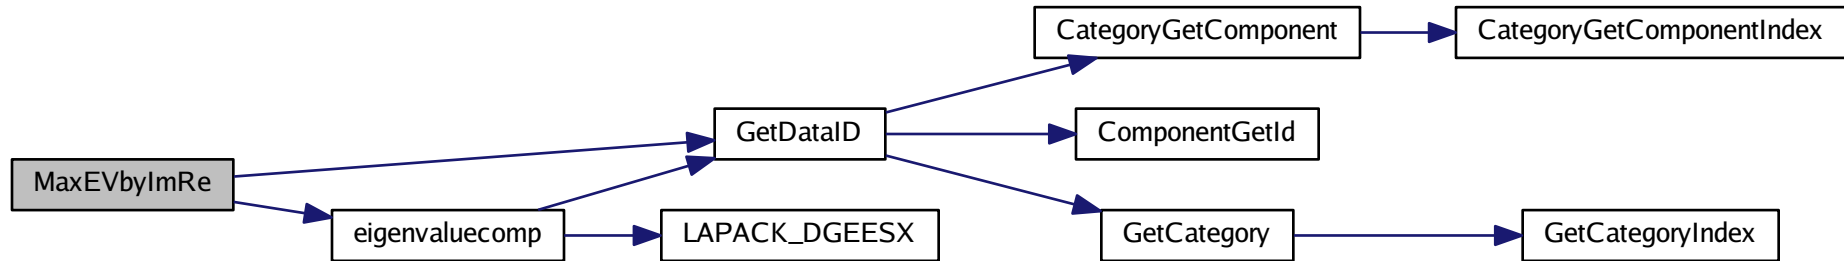 CategoryGetComponent
CategoryGetComponentIndex
GetDataID
ComponentGetId
MaxEVbyImRe
eigenvaluecomp
LAPACK_DGEESX
GetCategory
GetCategoryIndex